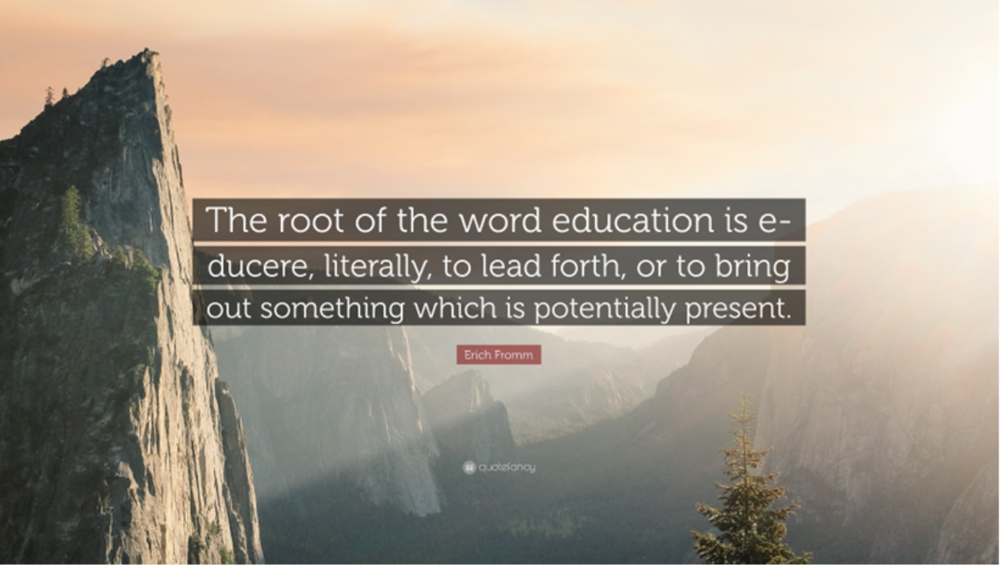 The root of the word education is e-
ducere, literally, to lead forth, or to bring
out something which is potentially present.
Erich Fromm
quotefancy